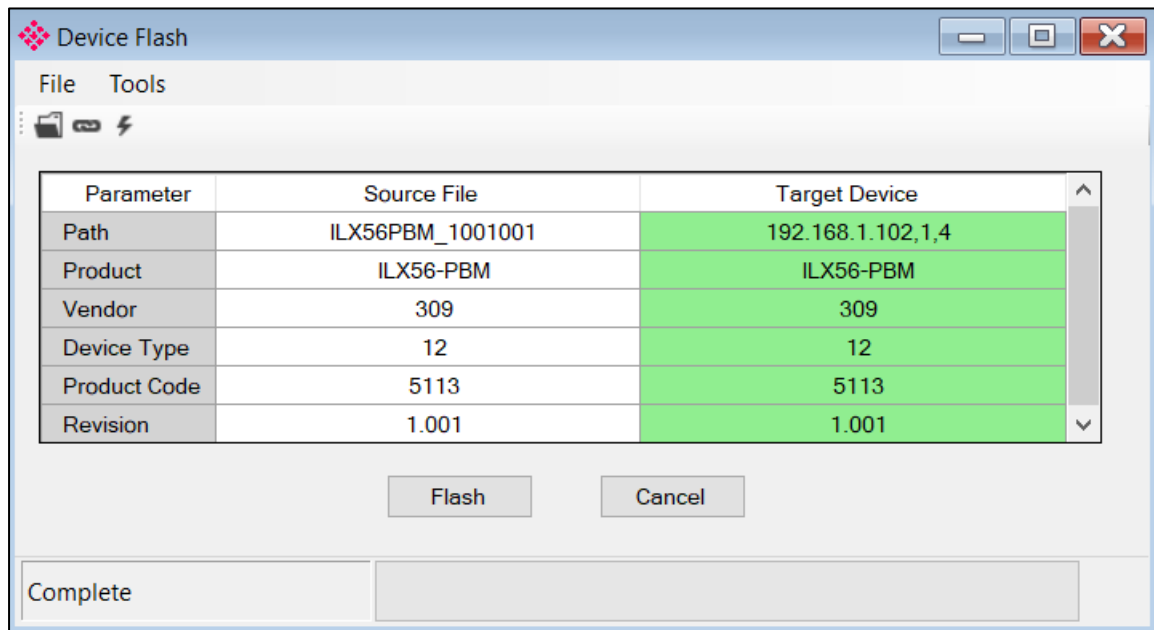 Device Flash
File Tools
Parameter Source File Target Device
Path ILX56PBM_1001001 192.168.1.102,1,4
Product ILX56-PBM ILX56-PBM
Vendor 309 309
Device Type 12 12
Product Code 5113 5113
Revision 1.001 1.001
Flash Cancel
Complete